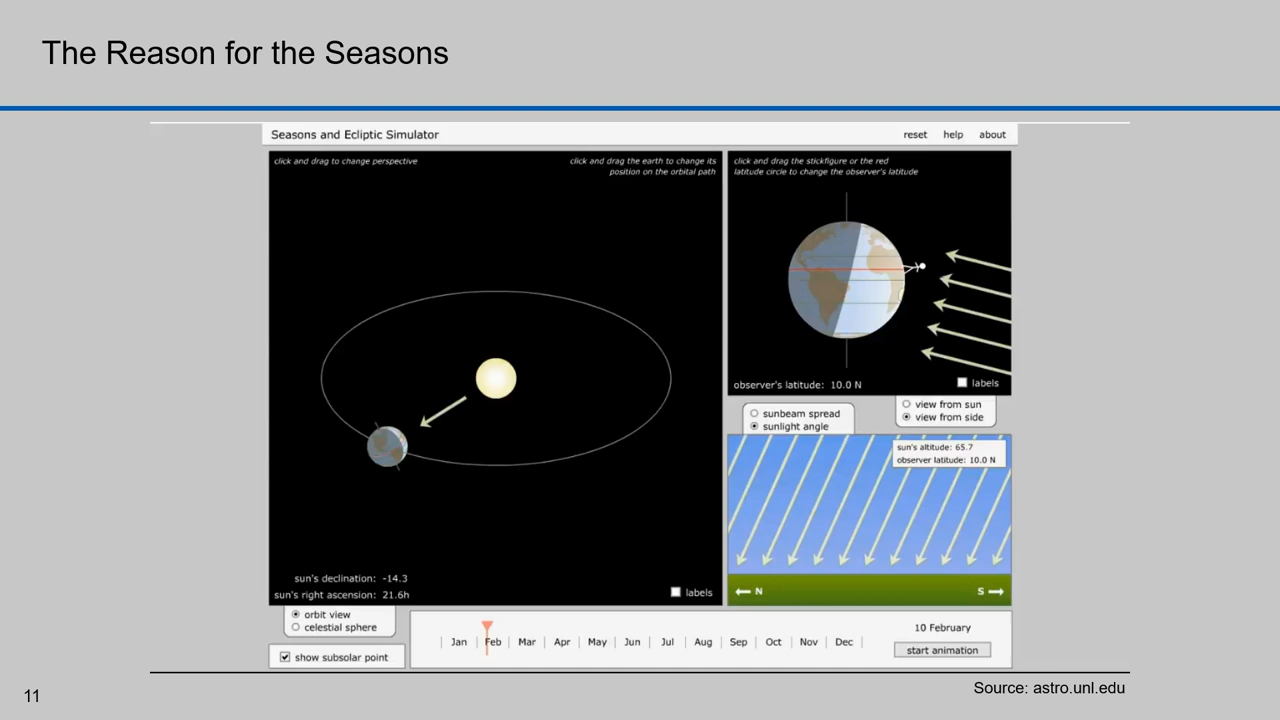 The Reason for the Seasons
Seasons and Ecliptic Simulator
reset help about
click and drag to change perspective
click and drag the earth to change its
position on the orbital path
click and drag the stickfigure or the red
latitude circle to change the observer's latitude
observer's latitude: 10.0 N
labels
sunbeam spread
sunlight angle
view from sun
view from side
sun's altitude: 65.7
observer latitude: 10.0 N
N
S
sun's declination: -14.3
sun's right ascension: 21.6h
labels
orbit view
celestial sphere
show subsolar point
Jan Feb Mar Apr May Jun Jul Aug Sep Oct Nov Dec
10 February
start animation
Source: astro.unl.edu
11